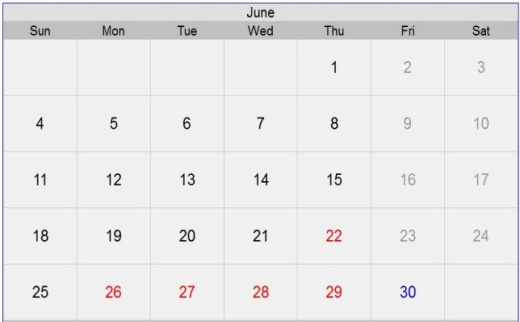 June
Sun Mon Tue Wed Thu Fri Sat
1 2 3
4 5 6 7 8 9 10
11 12 13 14 15 16 17
18 19 20 21 22 23 24
25 26 27 28 29 30